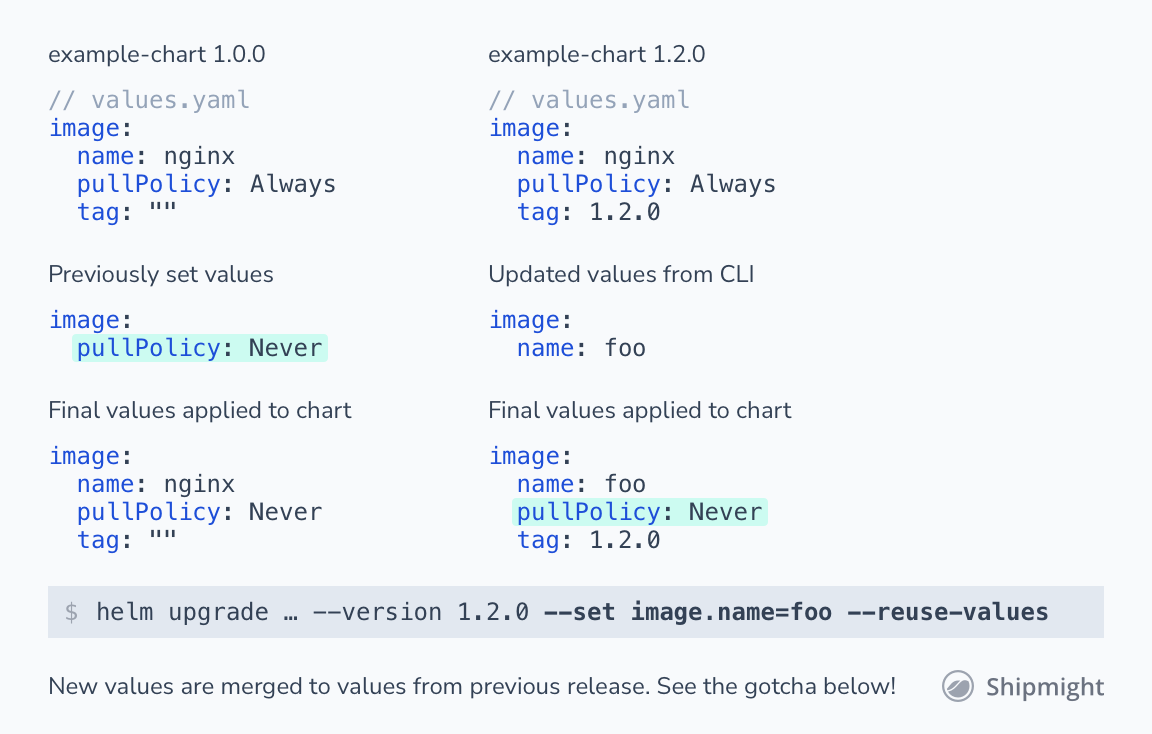 example-chart 1.0.0
// values.yaml
image:
  name: nginx
  pullPolicy: Always
  tag: ""
Previously set values
image:
  pullPolicy: Never
Final values applied to chart
image:
  name: nginx
  pullPolicy: Never
  tag: ""
example-chart 1.2.0
// values.yaml
image:
  name: nginx
  pullPolicy: Always
  tag: 1.2.0
Updated values from CLI
image:
  name: foo
Final values applied to chart
image:
  name: foo
  pullPolicy: Never
  tag: 1.2.0
$ helm upgrade … --version 1.2.0 --set image.name=foo --reuse-values
New values are merged to values from previous release. See the gotcha below!
Shipmight